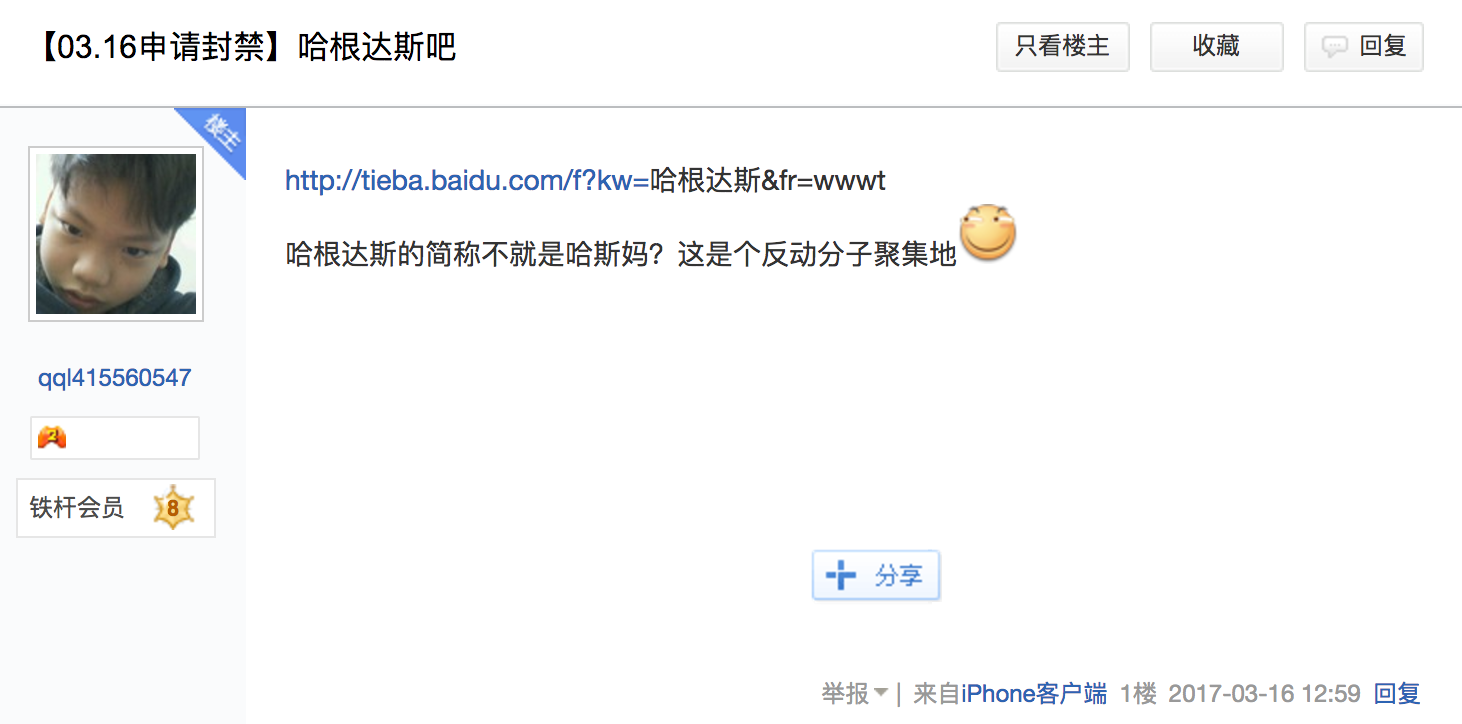 【03.16申请封禁】哈根达斯吧
只看楼主
收藏
回复
楼主
http://tieba.baidu.com/f?kw=哈根达斯&fr=wwwt
哈根达斯的简称不就是哈斯妈？这是个反动分子聚集地
qql415560547
2
铁杆会员 8
分享
举报 | 来自iPhone客户端 1楼 2017-03-16 12:59 回复